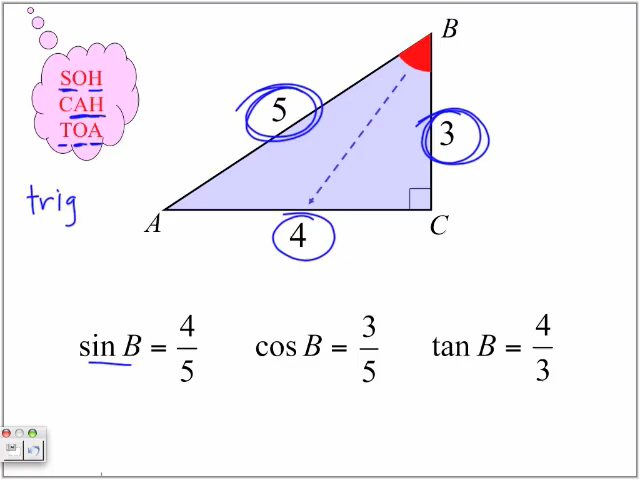 B
SOH
CAH
TOA
5
3
trig
A
4
C
sin B = 4/5
cos B = 3/5
tan B = 4/3